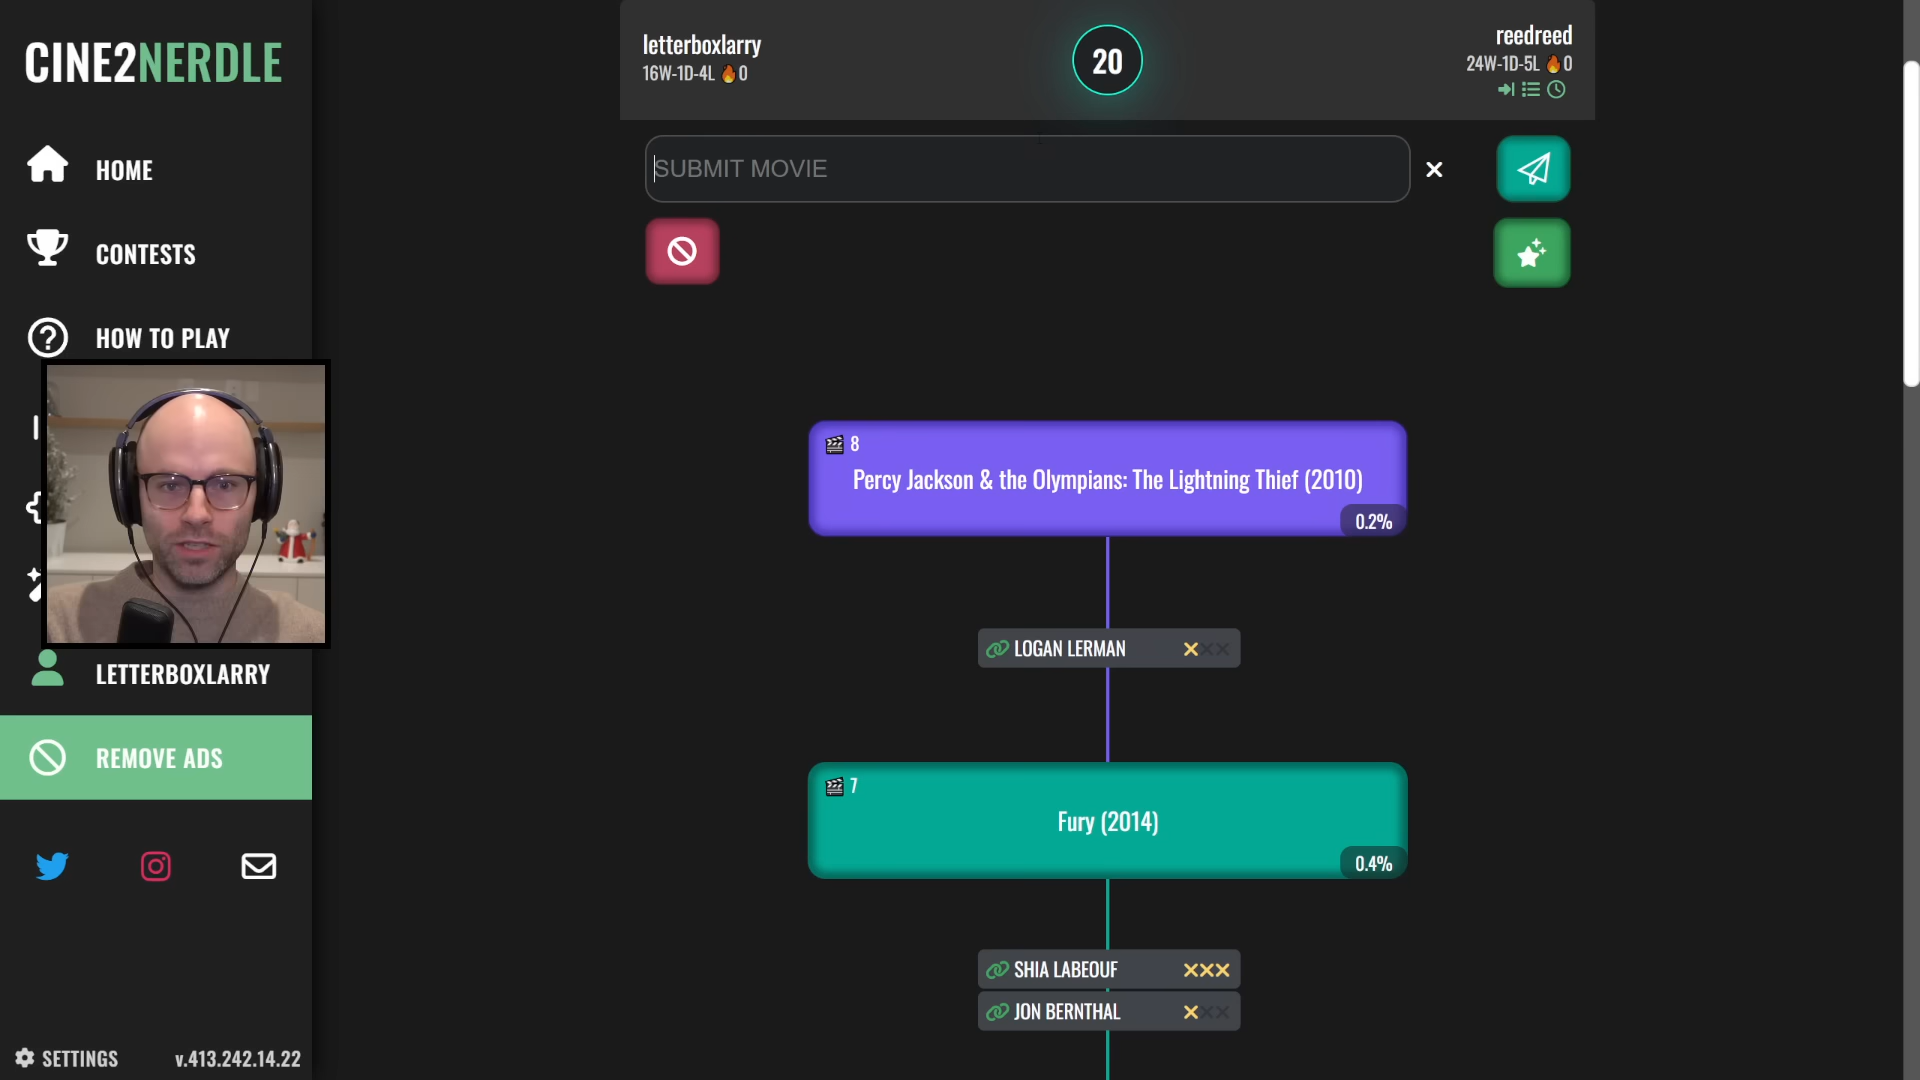 CINE2NERDLE
HOME
CONTESTS
HOW TO PLAY
LETTERBOXLARRY
REMOVE ADS
SETTINGS
v.413.242.14.22
letterboxlarry
16W-1D-4L 🔥0
20
reedreed
24W-1D-5L 🔥0
SUBMIT MOVIE
8
Percy Jackson & the Olympians: The Lightning Thief (2010)
0.2%
LOGAN LERMAN
7
Fury (2014)
0.4%
SHIA LABEOUF
JON BERNTHAL